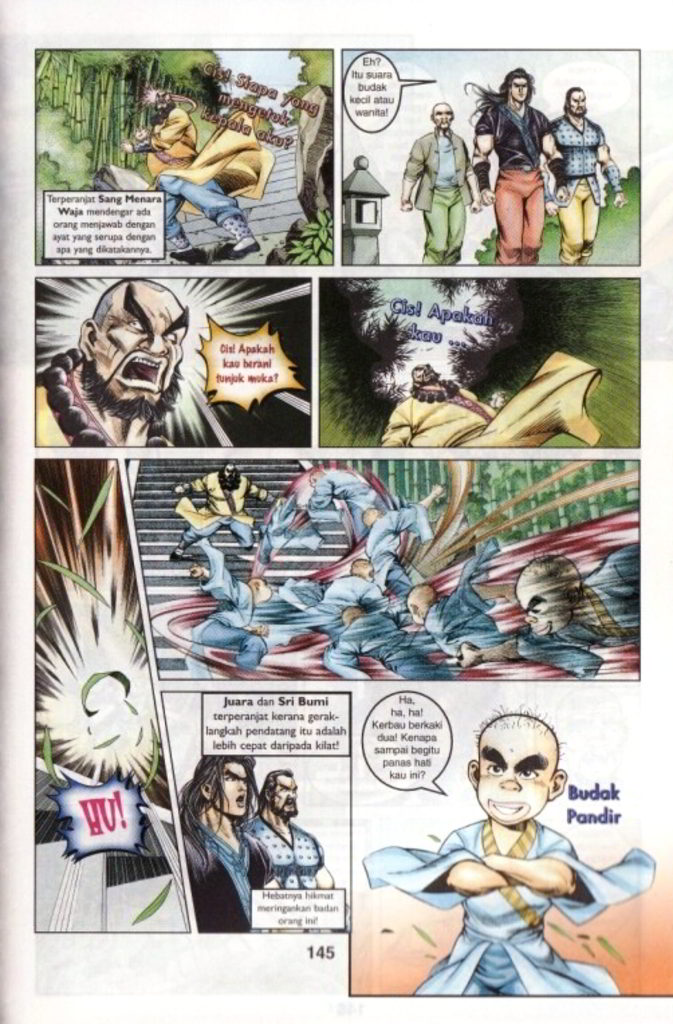 Cis! Siapa yang
mengetuk
kepala aku?
Terperanjat Sang Menara
Waja mendengar ada
orang menjawab dengan
ayat yang serupa dengan
apa yang dikatakannya.
Eh?
Itu suara
budak
kecil atau
wanita!
Cis! Apakah
kau berani
tunjuk muka?
Cis! Apakah
kau ...
HU!
Juara dan Sri Bumi
terperanjat kerana gerak-
langkah pendatang itu adalah
lebih cepat daripada kilat!
Hebatnya hikmat
meringankan badan
orang ini!
Ha,
ha, ha!
Kerbau berkaki
dua! Kenapa
sampai begitu
panas hati
kau ini?
Budak
Pandir
145